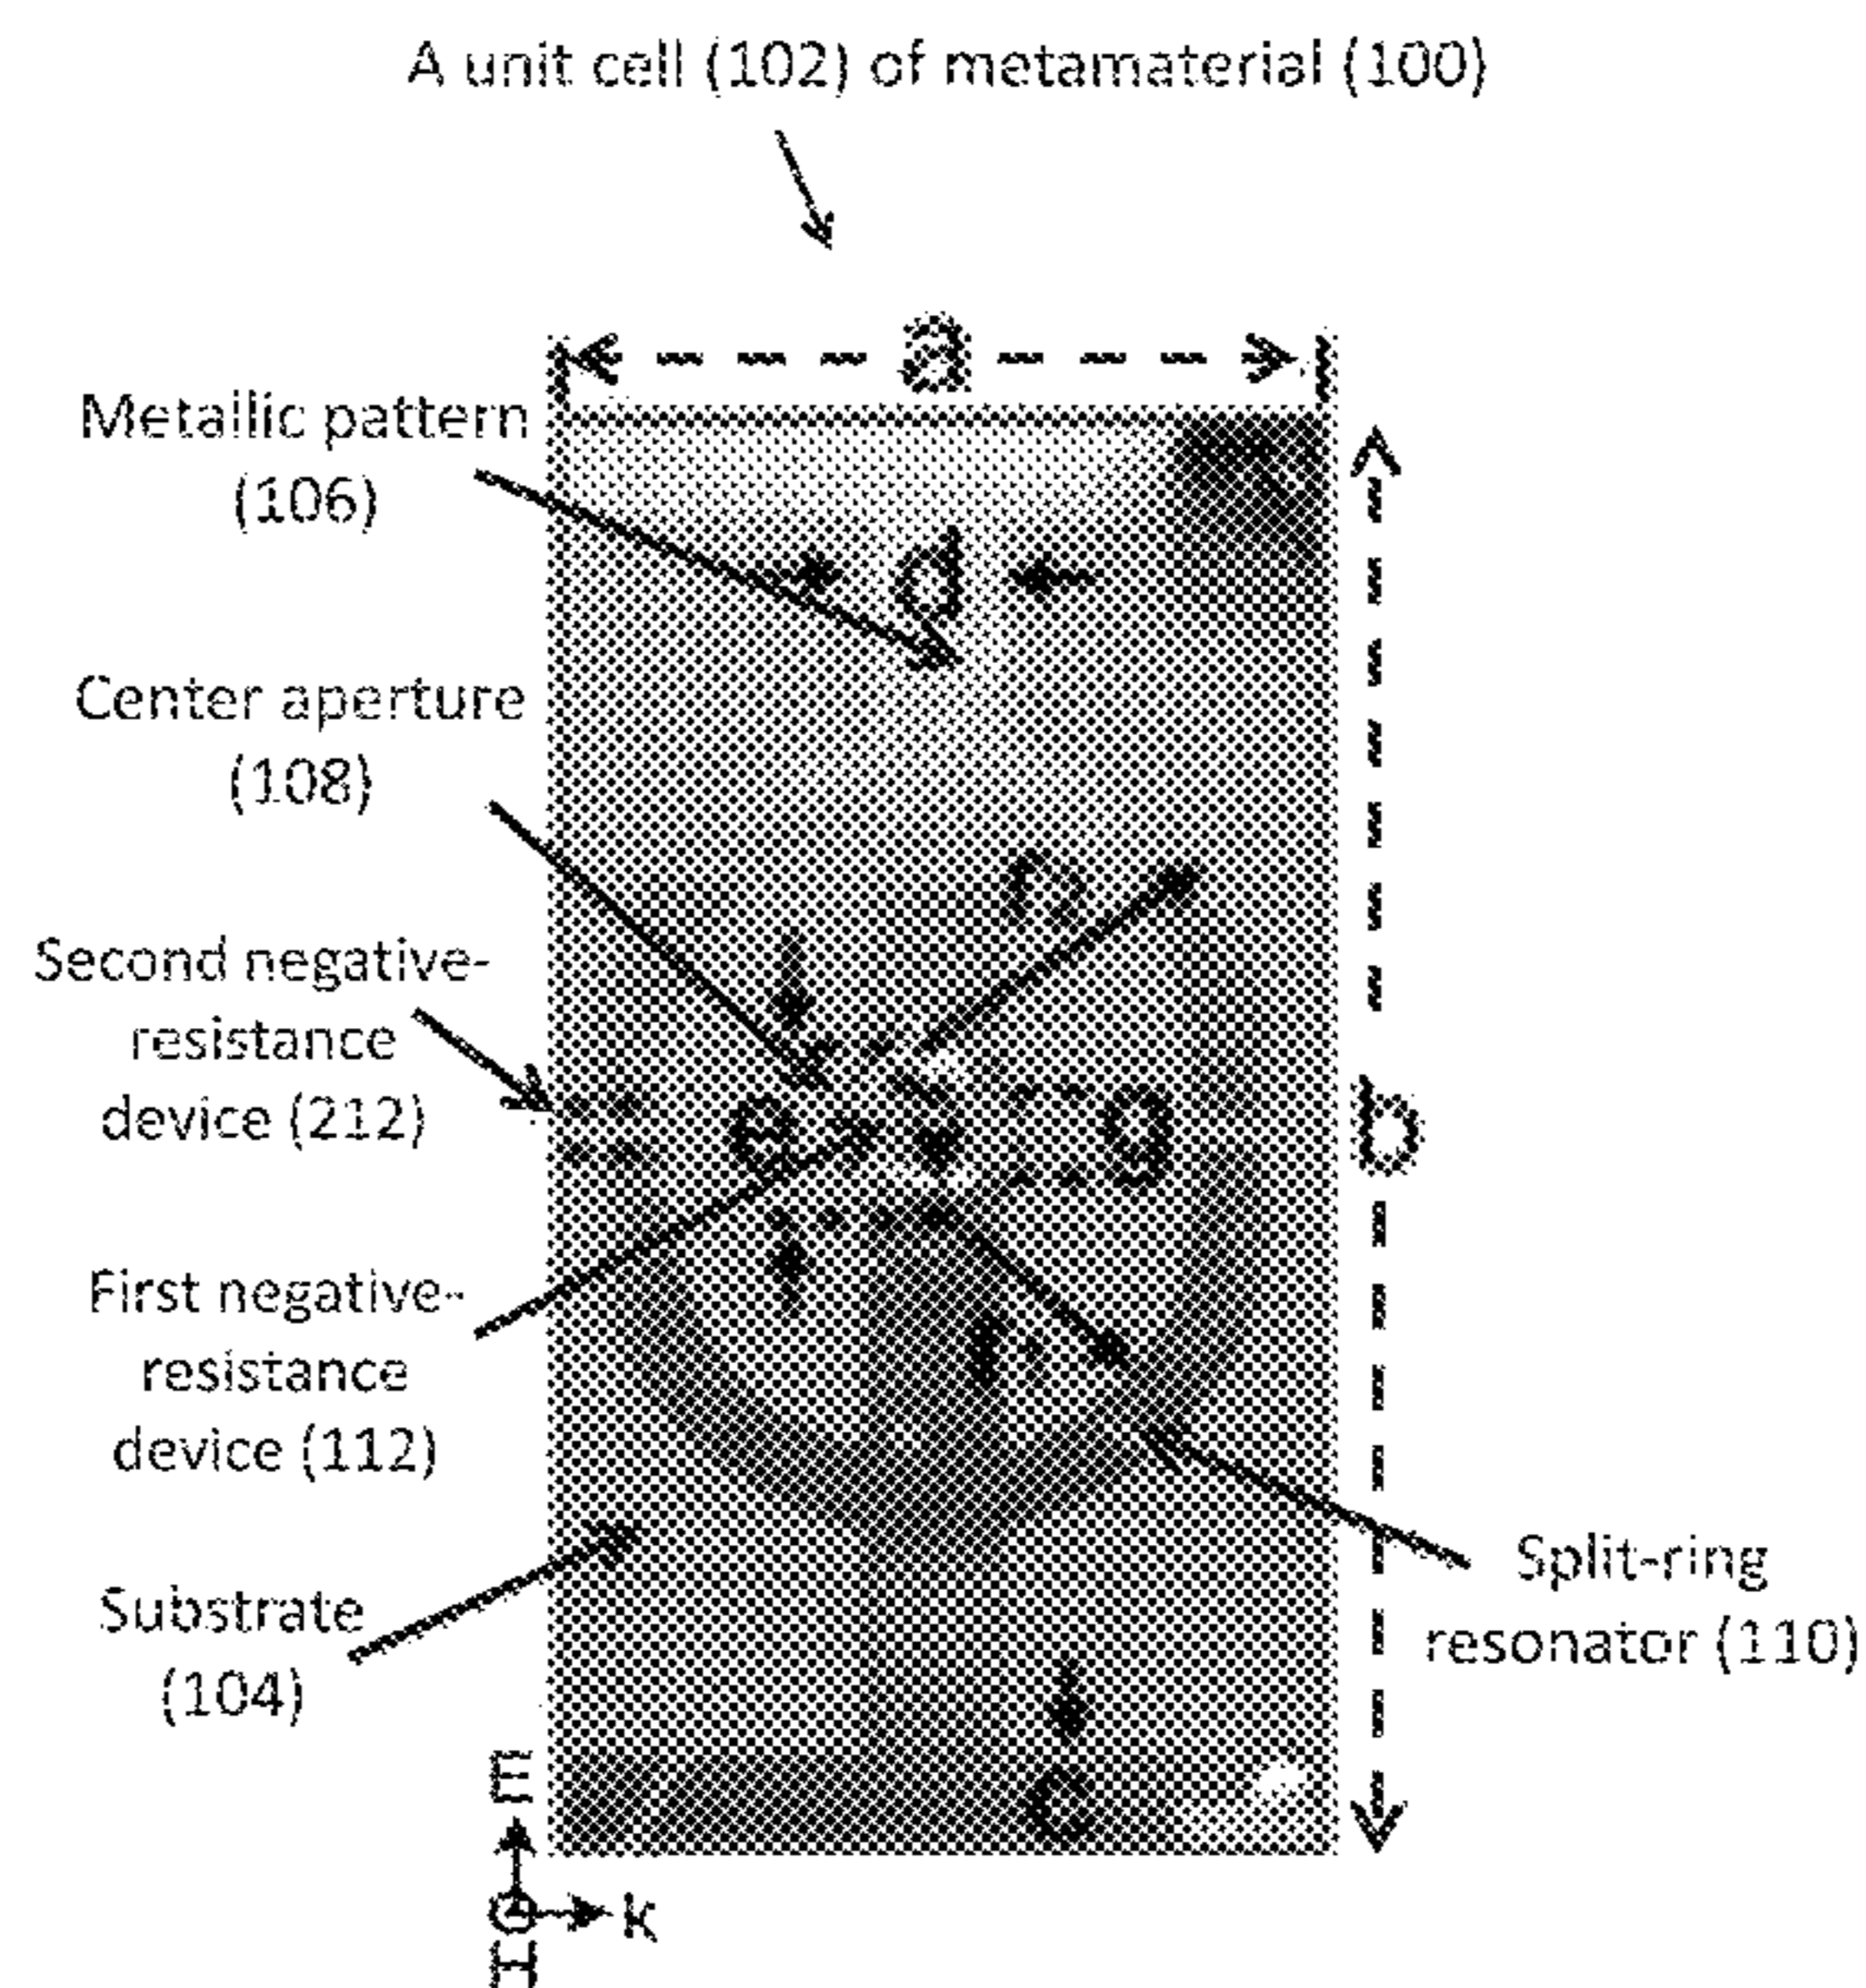 A unit cell (102) of metamaterial (100)
a
Metallic pattern
(106)
d
Center aperture
(108)
Second negative-
resistance
device (212)
e
g
b
First negative-
resistance
device (112)
r
Split-ring
resonator (110)
Substrate
(104)
c
E
k
H